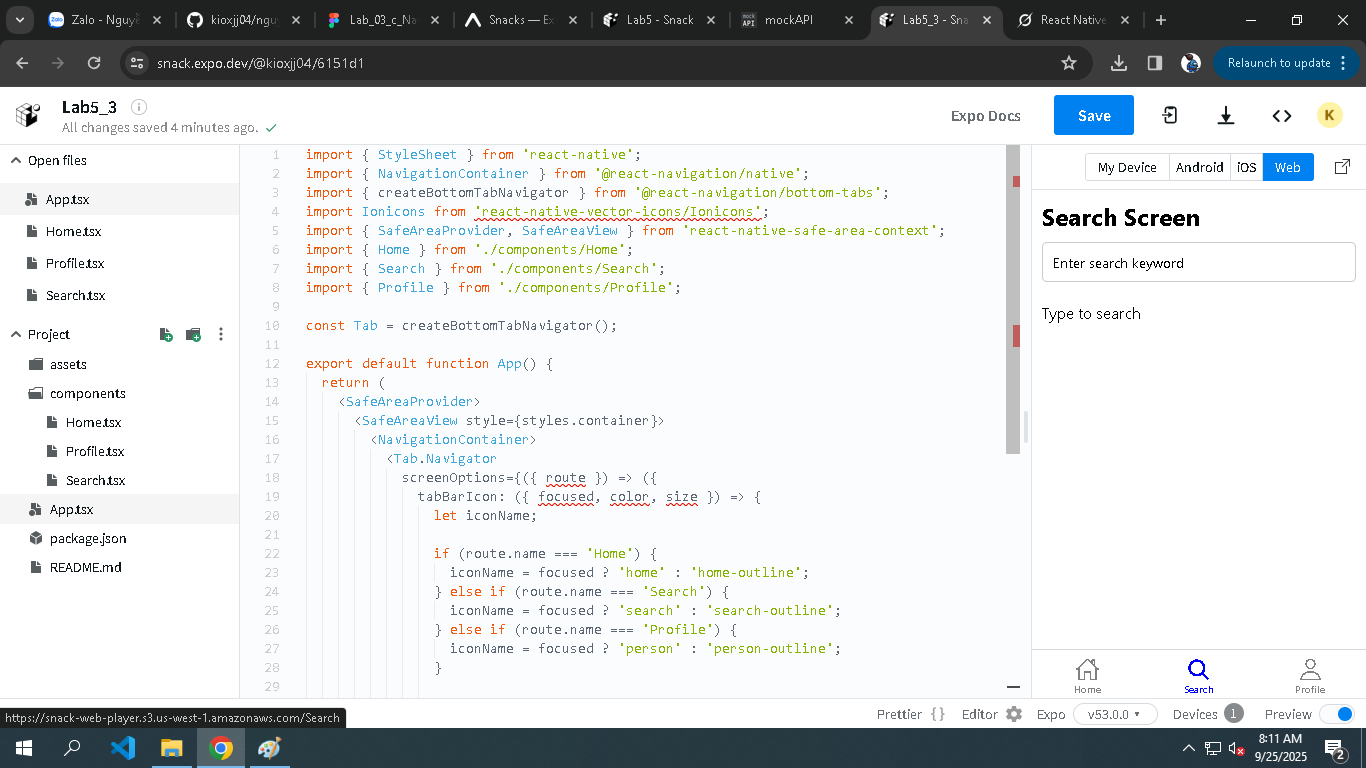 Zalo - Nguyễ
kioxjj04/ngu
Lab_03_c_Na
Snacks — Ex
Lab5 - Snack
mockAPI
Lab5_3 - Sna
React Native
snack.expo.dev/@kioxjj04/6151d1
Relaunch to update
Lab5_3
All changes saved 4 minutes ago.
Expo Docs
Save
K
Open files
App.tsx
Home.tsx
Profile.tsx
Search.tsx
Project
assets
components
Home.tsx
Profile.tsx
Search.tsx
App.tsx
package.json
README.md
1 import { StyleSheet } from 'react-native';
2 import { NavigationContainer } from '@react-navigation/native';
3 import { createBottomTabNavigator } from '@react-navigation/bottom-tabs';
4 import Ionicons from 'react-native-vector-icons/Ionicons';
5 import { SafeAreaProvider, SafeAreaView } from 'react-native-safe-area-context';
6 import { Home } from './components/Home';
7 import { Search } from './components/Search';
8 import { Profile } from './components/Profile';
9
10 const Tab = createBottomTabNavigator();
11
12 export default function App() {
13 return (
14 <SafeAreaProvider>
15 <SafeAreaView style={styles.container}>
16 <NavigationContainer>
17 <Tab.Navigator
18 screenOptions={({ route }) => ({
19 tabBarIcon: ({ focused, color, size }) => {
20 let iconName;
21
22 if (route.name === 'Home') {
23 iconName = focused ? 'home' : 'home-outline';
24 } else if (route.name === 'Search') {
25 iconName = focused ? 'search' : 'search-outline';
26 } else if (route.name === 'Profile') {
27 iconName = focused ? 'person' : 'person-outline';
28 }
29
My Device
Android
iOS
Web
Search Screen
Enter search keyword
Type to search
Home
Search
Profile
https://snack-web-player.s3.us-west-1.amazonaws.com/Search
Prettier {}
Editor
Expo
v53.0.0
Devices 1
Preview
8:11 AM
9/25/2025
2